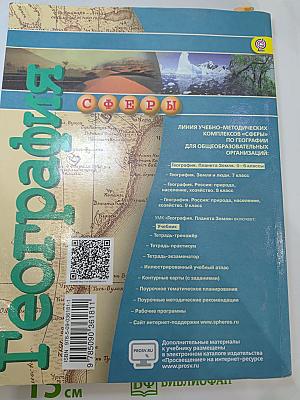 География
СФЕРЫ
ЛИНИЯ УЧЕБНО-МЕТОДИЧЕСКИХ
КОМПЛЕКСОВ «СФЕРЫ»
ПО ГЕОГРАФИИ
ДЛЯ ОБЩЕОБРАЗОВАТЕЛЬНЫХ
ОРГАНИЗАЦИЙ:
География. Планета Земля. 5–6 классы
– География. Земля и люди. 7 класс
– География. Россия: природа,
население, хозяйство. 8 класс
– География. Россия: природа, население,
хозяйство. 9 класс
УМК «География. Планета Земля» включает:
Учебник
– Тетрадь-тренажёр
– Тетрадь-практикум
– Тетрадь-экзаменатор
– Иллюстрированный учебный атлас
– Контурные карты (с заданиями)
– Поурочное тематическое планирование
– Поурочные методические рекомендации
– Рабочие программы
– Сайт интернет-поддержки www.spheres.ru
Дополнительные материалы
к учебнику размещены
в электронном каталоге издательства
«Просвещение» на интернет-ресурсе
www.prosv.ru
PROSV.RU
15
СМ